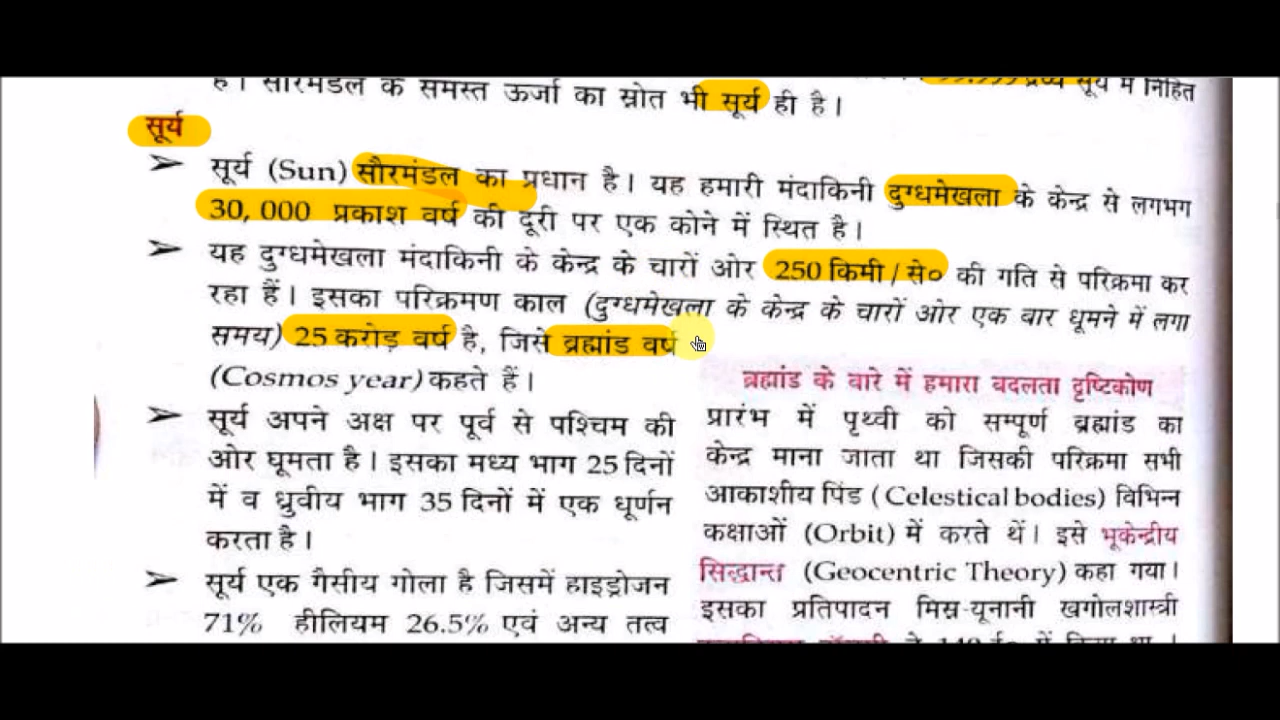 है। सौरमंडल के समस्त ऊर्जा का स्रोत भी सूर्य ही है।
99.999 द्रव्य सूर्य में निहित
सूर्य
➤ सूर्य (Sun) सौरमंडल का प्रधान है। यह हमारी मंदाकिनी दुग्धमेखला के केन्द्र से लगभग
30, 000 प्रकाश वर्ष की दूरी पर एक कोने में स्थित है।
➤ यह दुग्धमेखला मंदाकिनी के केन्द्र के चारों ओर 250 किमी / से० की गति से परिक्रमा कर
रहा हैं। इसका परिक्रमण काल (दुग्धमेखला के केन्द्र के चारों ओर एक बार धूमने में लगा
समय) 25 करोड़ वर्ष है, जिसे ब्रह्मांड वर्ष
(Cosmos year) कहते हैं।
➤ सूर्य अपने अक्ष पर पूर्व से पश्चिम की
ओर घूमता है। इसका मध्य भाग 25 दिनों
में व ध्रुवीय भाग 35 दिनों में एक धूर्णन
करता है।
➤ सूर्य एक गैसीय गोला है जिसमें हाइड्रोजन
71% हीलियम 26.5% एवं अन्य तत्व
ब्रह्मांड के बारे में हमारा बदलता दृष्टिकोण
प्रारंभ में पृथ्वी को सम्पूर्ण ब्रह्मांड का
केन्द्र माना जाता था जिसकी परिक्रमा सभी
आकाशीय पिंड (Celestical bodies) विभिन्न
कक्षाओं (Orbit) में करते थें। इसे भूकेन्द्रीय
सिद्धान्त (Geocentric Theory) कहा गया।
इसका प्रतिपादन मिस्र-यूनानी खगोलशास्त्री